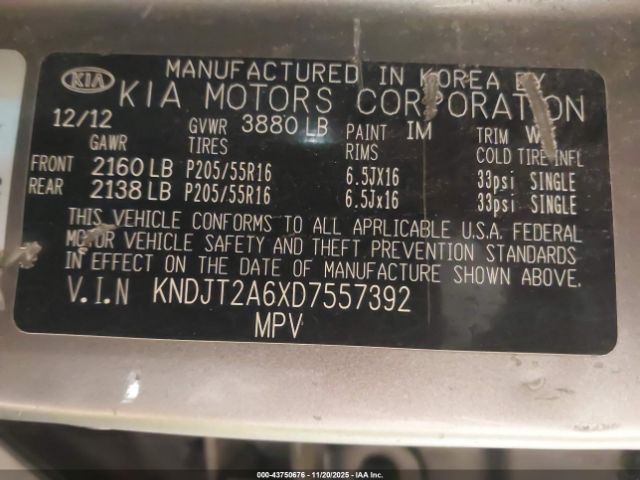 KIA
MANUFACTURED IN KOREA BY
KIA MOTORS CORPORATION
12/12 GVWR 3880 LB PAINT IM TRIM
GAWR TIRES RIMS COLD TIRE INFL
FRONT 2160 LB P205/55R16 6.5JX16 33psi SINGLE
REAR 2138 LB P205/55R16 6.5Jx16 33psi SINGLE
THIS VEHICLE CONFORMS TO ALL APPLICABLE U.S.A. FEDERAL
MOTOR VEHICLE SAFETY AND THEFT PREVENTION STANDARDS
IN EFFECT ON THE DATE OF MANUFACTURE SHOWN ABOVE.
V.I.N KNDJT2A6XD7557392
MPV
000-43750676 - 11/20/2025 - IAA Inc.